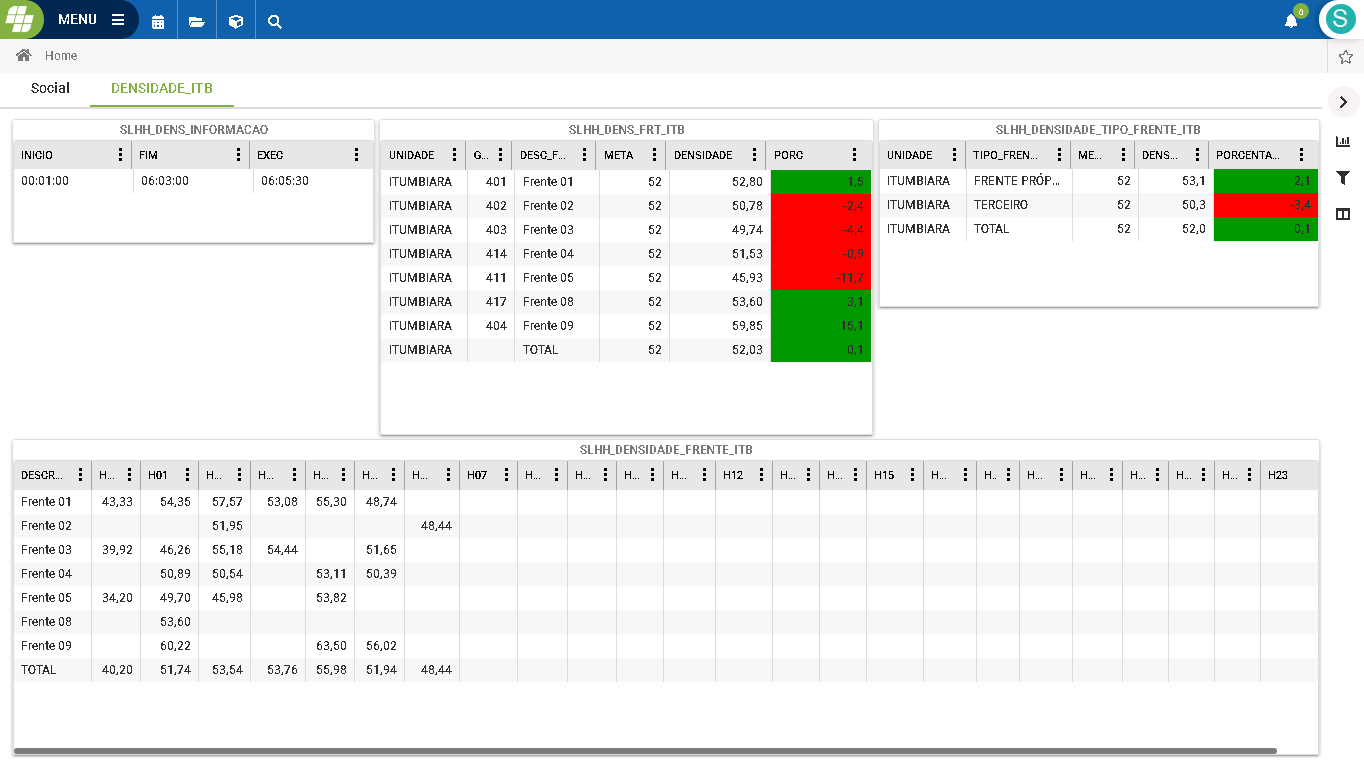 MENU
0
S
Home
Social DENSIDADE_ITB
SLHH_DENS_INFORMACAO
INICIO FIM EXEC
00:01:00 06:03:00 06:05:30
SLHH_DENS_FRT_ITB
UNIDADE G... DESC_F... META DENSIDADE PORC
ITUMBIARA 401 Frente 01 52 52,80 1,5
ITUMBIARA 402 Frente 02 52 50,78 -2,4
ITUMBIARA 403 Frente 03 52 49,74 -4,4
ITUMBIARA 414 Frente 04 52 51,53 -0,9
ITUMBIARA 411 Frente 05 52 45,93 -11,7
ITUMBIARA 417 Frente 08 52 53,60 3,1
ITUMBIARA 404 Frente 09 52 59,85 15,1
ITUMBIARA TOTAL 52 52,03 0,1
SLHH_DENSIDADE_TIPO_FRENTE_ITB
UNIDADE TIPO_FREN... ME... DENS... PORCENTA...
ITUMBIARA FRENTE PRÓP... 52 53,1 2,1
ITUMBIARA TERCEIRO 52 50,3 -3,4
ITUMBIARA TOTAL 52 52,0 0,1
SLHH_DENSIDADE_FRENTE_ITB
DESCR... H... H01 H... H... H... H... H... H07 H... H... H... H... H12 H... H... H15 H... H... H... H... H... H... H... H23
Frente 01 43,33 54,35 57,57 53,08 55,30 48,74
Frente 02 51,95 48,44
Frente 03 39,92 46,26 55,18 54,44 51,65
Frente 04 50,89 50,54 53,11 50,39
Frente 05 34,20 49,70 45,98 53,82
Frente 08 53,60
Frente 09 60,22 63,50 56,02
TOTAL 40,20 51,74 53,54 53,76 55,98 51,94 48,44